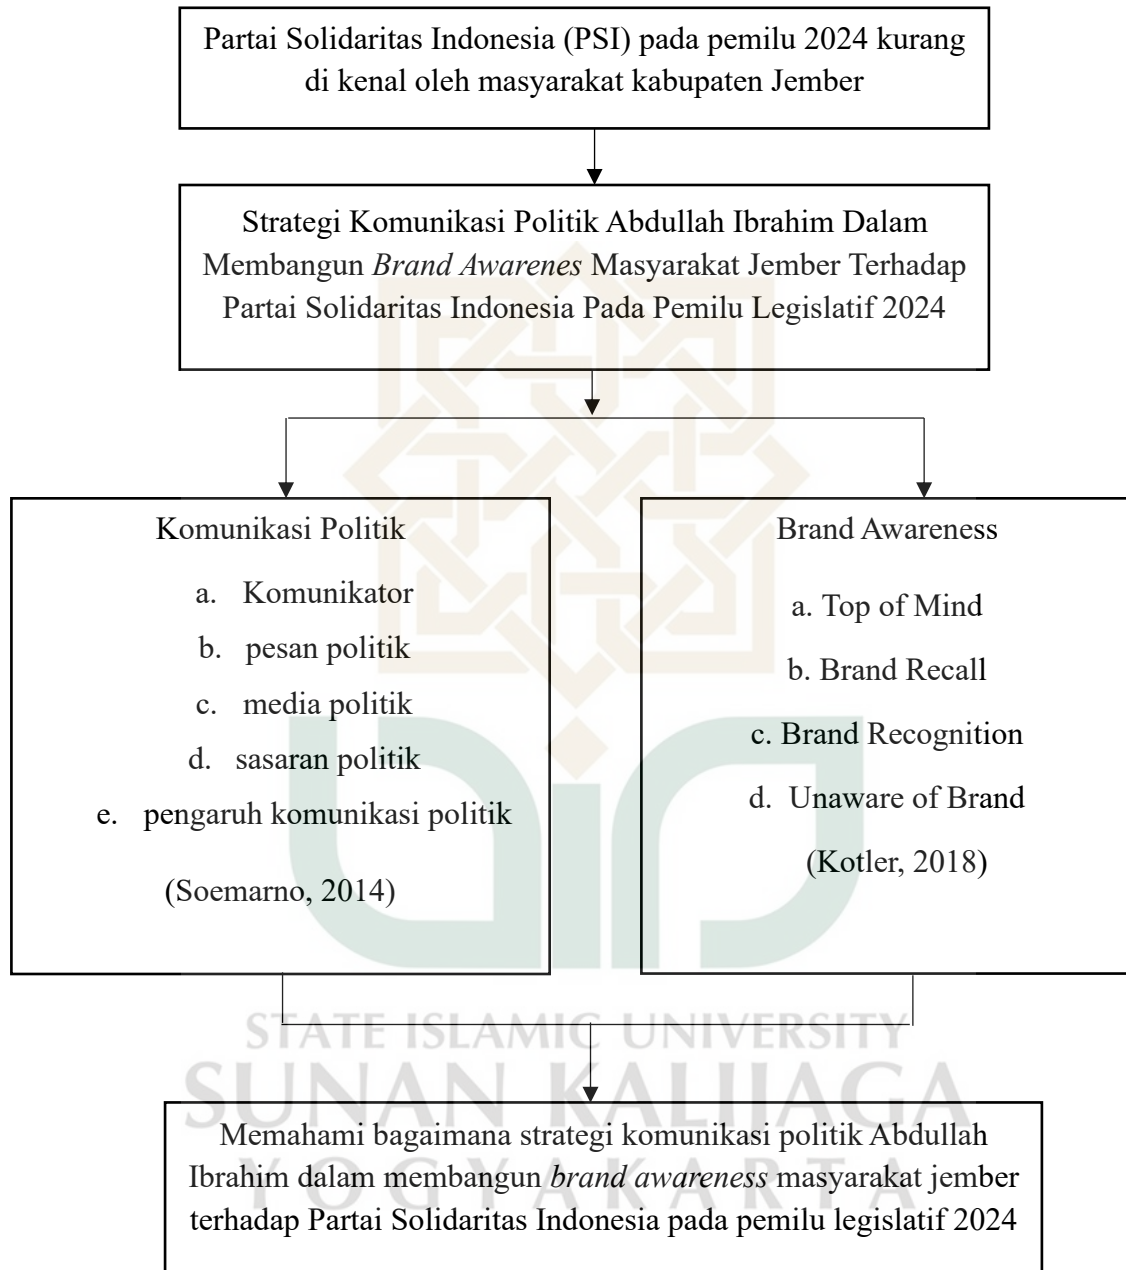 Partai Solidaritas Indonesia (PSI) pada pemilu 2024 kurang
di kenal oleh masyarakat kabupaten Jember
Strategi Komunikasi Politik Abdullah Ibrahim Dalam
Membangun Brand Awarenes Masyarakat Jember Terhadap
Partai Solidaritas Indonesia Pada Pemilu Legislatif 2024
Komunikasi Politik
a. Komunikator
b. pesan politik
c. media politik
d. sasaran politik
e. pengaruh komunikasi politik
(Soemarno, 2014)
Brand Awareness
a. Top of Mind
b. Brand Recall
c. Brand Recognition
d. Unaware of Brand
(Kotler, 2018)
STATE ISLAMIC UNIVERSITY
SUNAN KALIJAGA
YOGYAKARTA
Memahami bagaimana strategi komunikasi politik Abdullah
Ibrahim dalam membangun brand awareness masyarakat jember
terhadap Partai Solidaritas Indonesia pada pemilu legislatif 2024